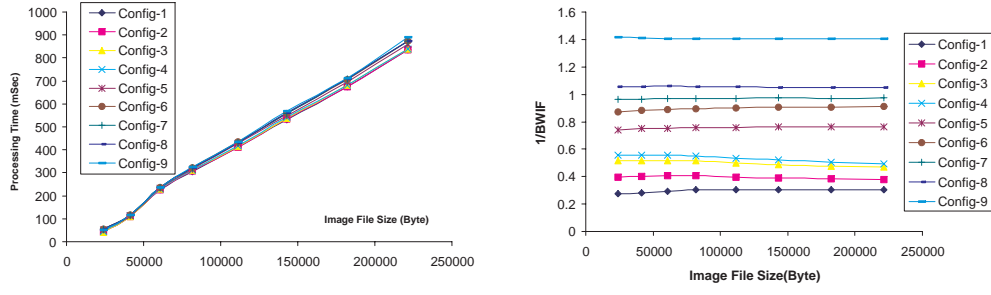 1000
900
800
700
600
500
400
300
200
100
0
Processing Time (mSec)
Config-1
Config-2
Config-3
Config-4
Config-5
Config-6
Config-7
Config-8
Config-9
Image File Size (Byte)
0
50000
100000
150000
200000
250000
1.6
1.4
1.2
1
0.8
0.6
0.4
0.2
0
1/BWIF
0
50000
100000
150000
200000
250000
Image File Size(Byte)
Config-1
Config-2
Config-3
Config-4
Config-5
Config-6
Config-7
Config-8
Config-9